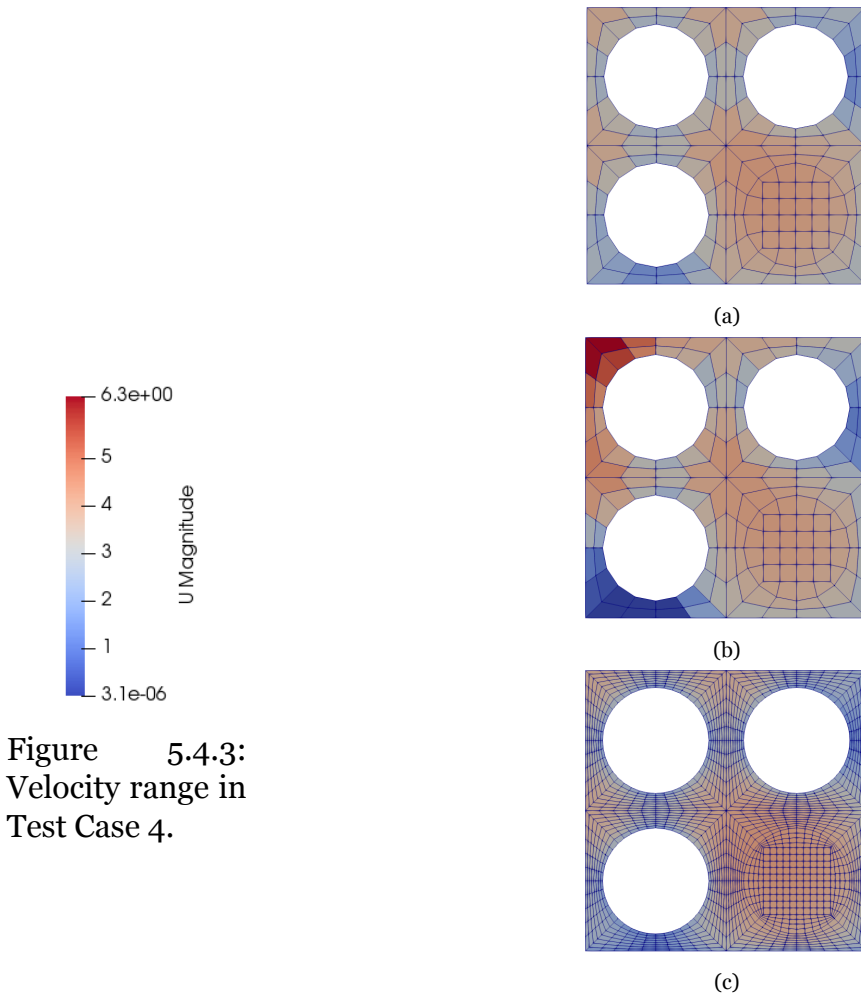 (a)
6.3e+00
5
4
3
2
1
3.1e-06
U Magnitude
(b)
Figure 5.4.3:
Velocity range in
Test Case 4.
(c)